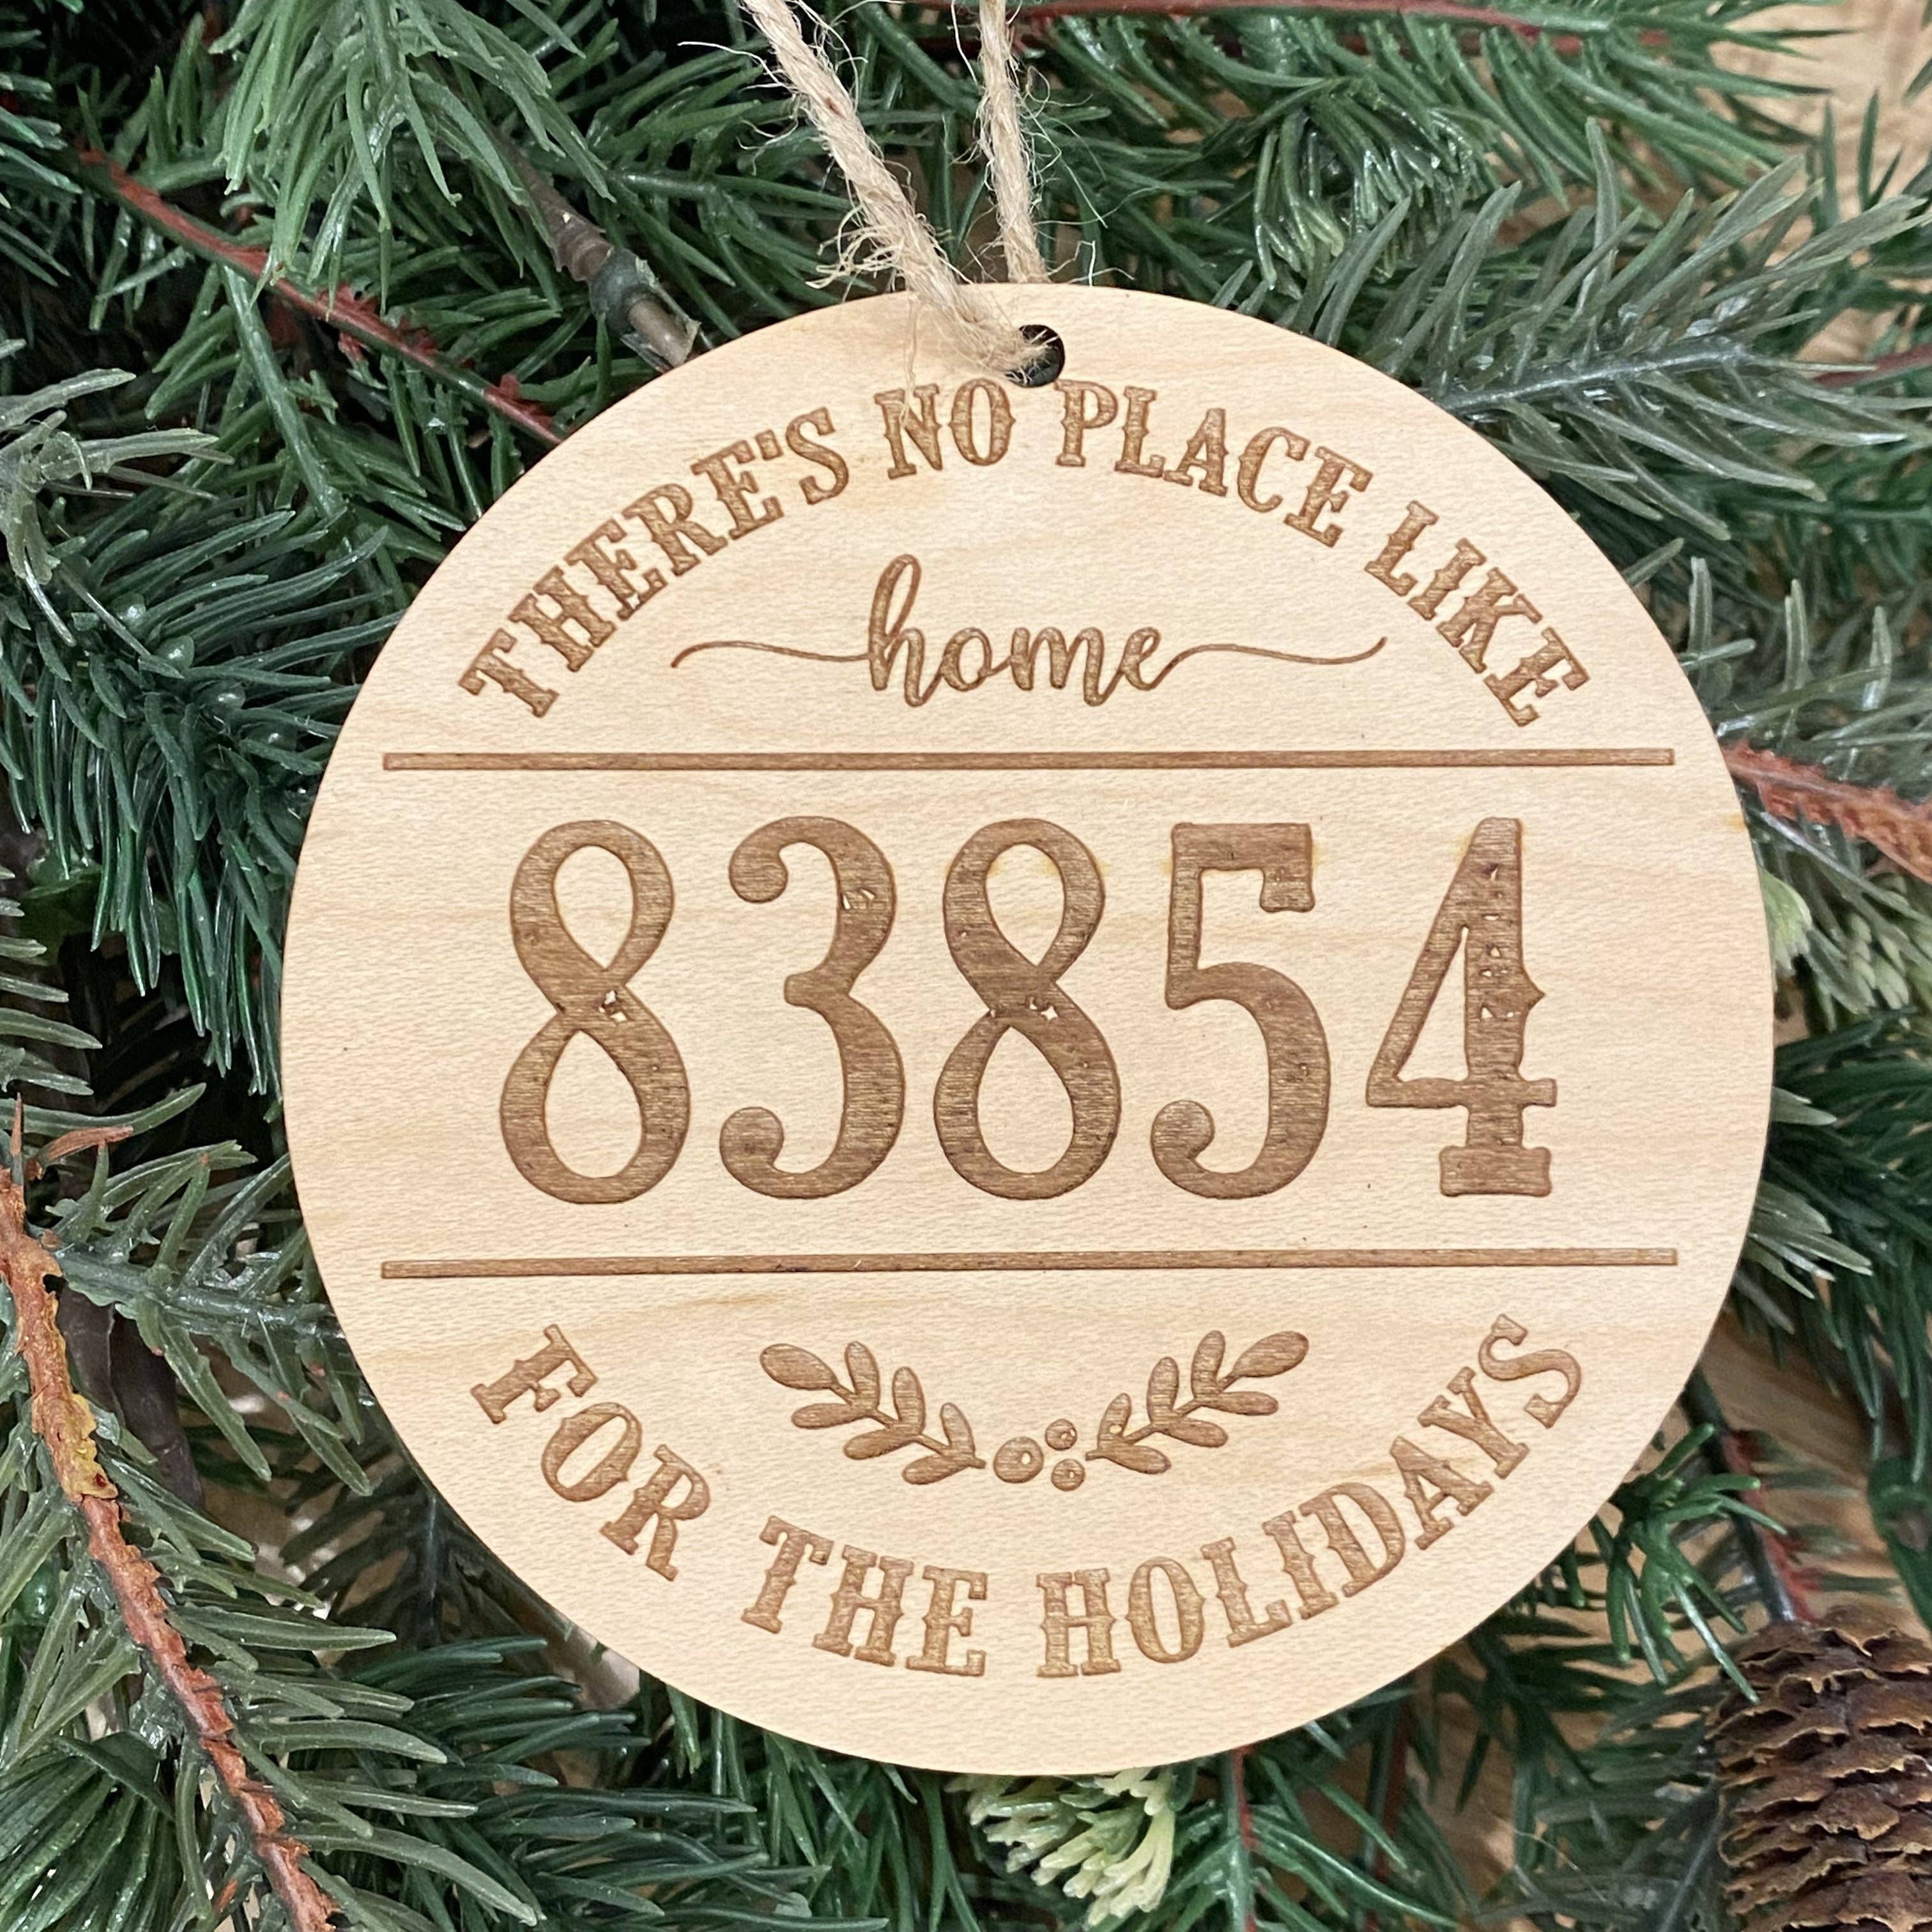 THERE'S NO PLACE LIKE
home
83854
FOR THE HOLIDAYS